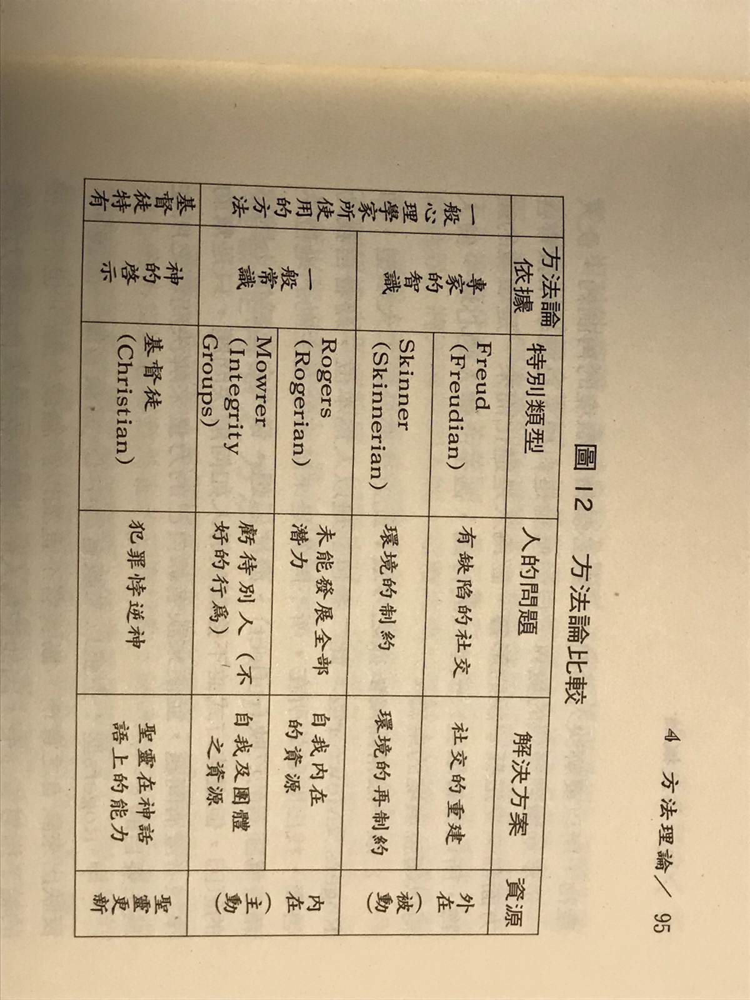 4 方法理論／ 95
圖12 方法論比較
方法論
依據
特別類型
人的問題
解決方案
資源
一般心理學家所使用的方法
專家的智識
Freud
(Freudian)
有缺陷的社交
社交的重建
外在(被動)
Skinner
(Skinnerian)
環境的制約
環境的再制約
一般常識
Rogers
(Rogerian)
未能發展全部
潛力
自我內在
的資源
內在(主動)
Mowrer
(Integrity
Groups)
虧待別人（不
好的行為）
自我及團體
之資源
基督徒特有
神的啓示
基督徒
(Christian)
犯罪悖逆神
聖靈在神話
語上的能力
聖靈更新